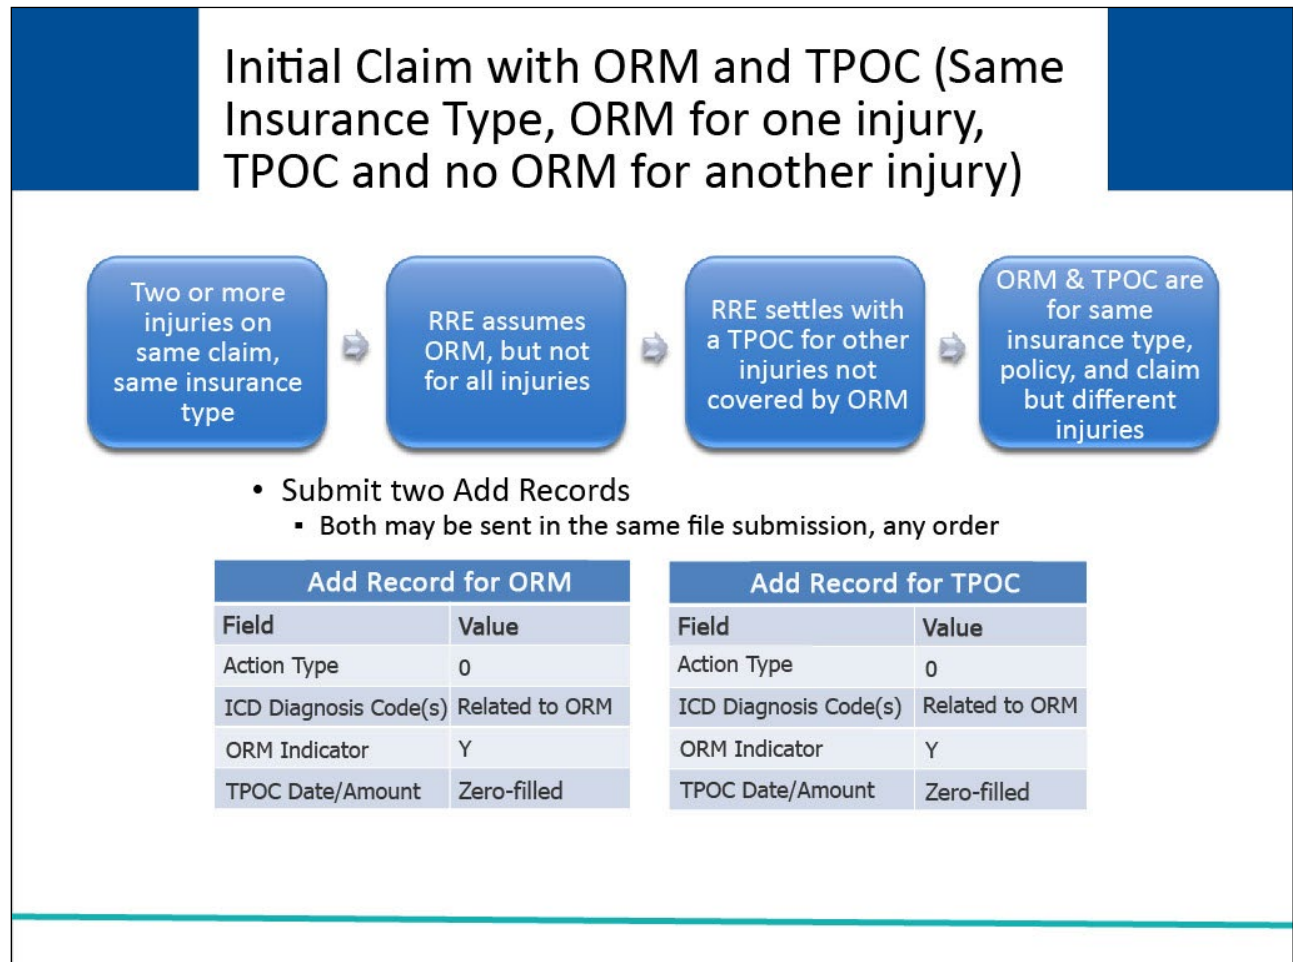 Initial Claim with ORM and TPOC (Same
Insurance Type, ORM for one injury,
TPOC and no ORM for another injury)
Two or more
injuries on
same claim,
same insurance
type
RRE assumes
ORM, but not
for all injuries
RRE settles with
a TPOC for other
injuries not
covered by ORM
ORM & TPOC are
for same
insurance type,
policy, and claim
but different
injuries
• Submit two Add Records
▪ Both may be sent in the same file submission, any order
Add Record for ORM
Field Value
Action Type 0
ICD Diagnosis Code(s) Related to ORM
ORM Indicator Y
TPOC Date/Amount Zero-filled
Add Record for TPOC
Field Value
Action Type 0
ICD Diagnosis Code(s) Related to ORM
ORM Indicator Y
TPOC Date/Amount Zero-filled